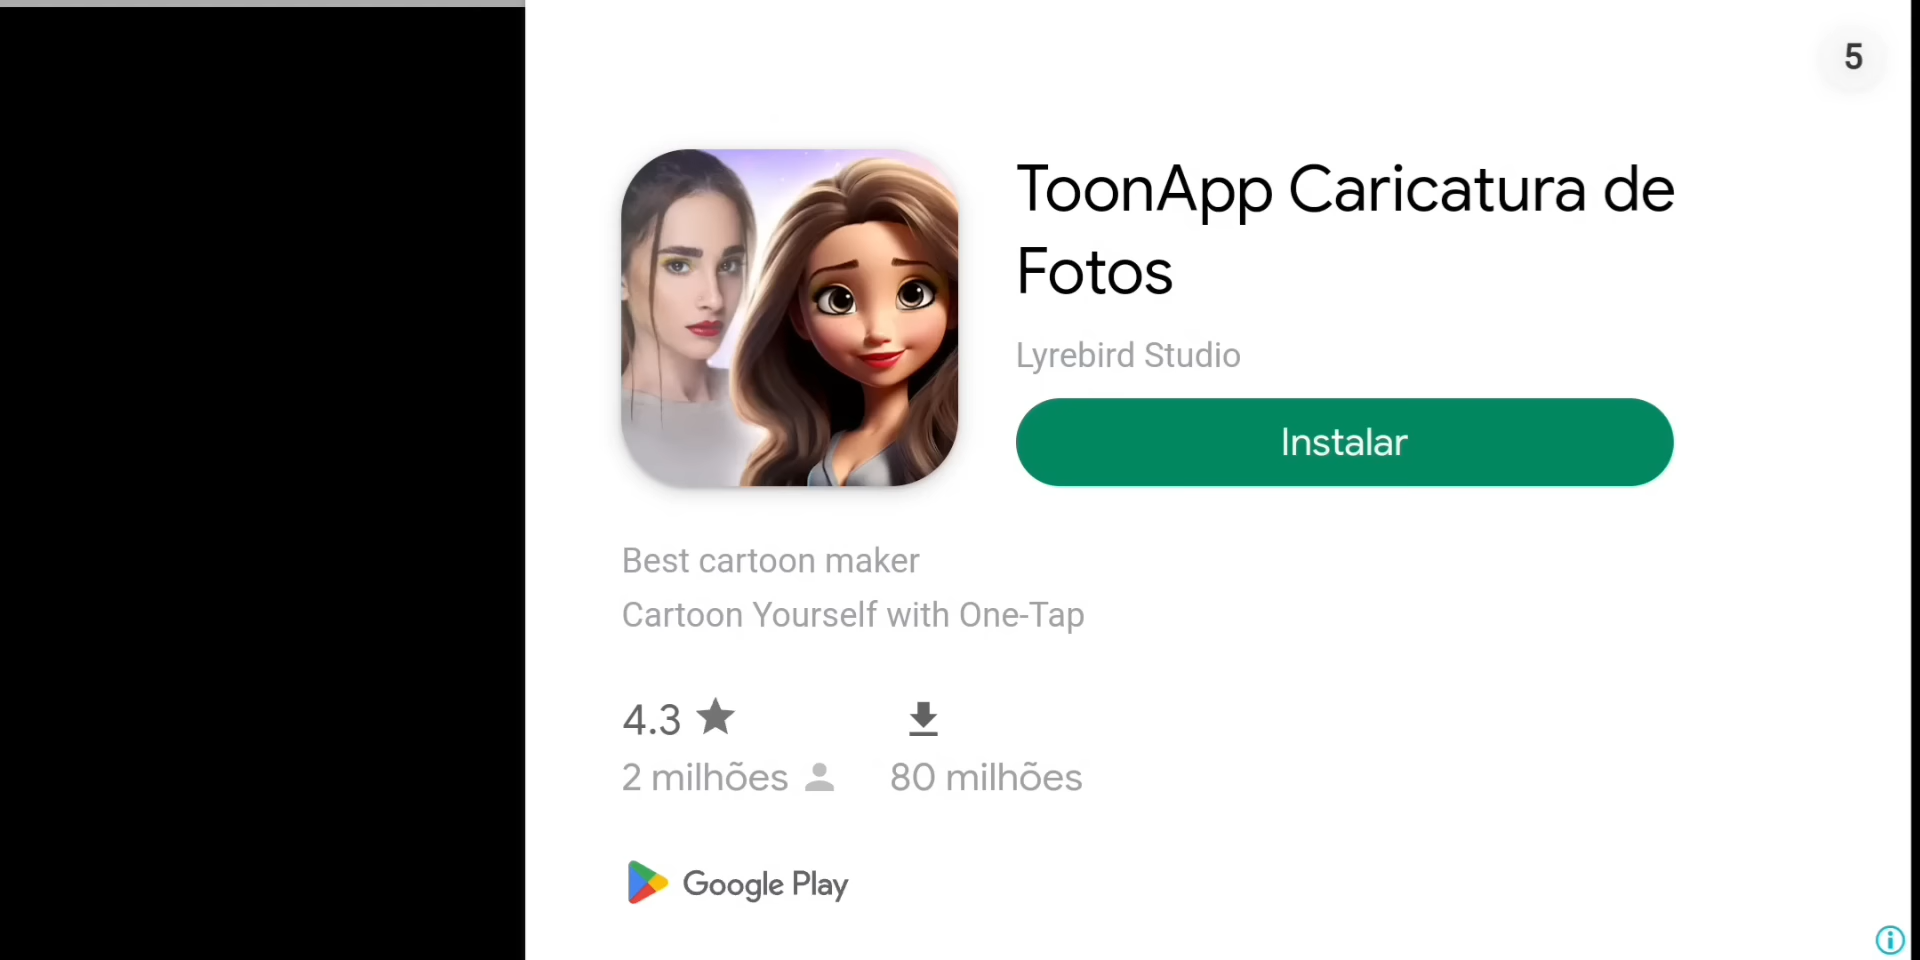 5
ToonApp Caricatura de
Fotos
Lyrebird Studio
Instalar
Best cartoon maker
Cartoon Yourself with One-Tap
4.3
2 milhões
80 milhões
Google Play